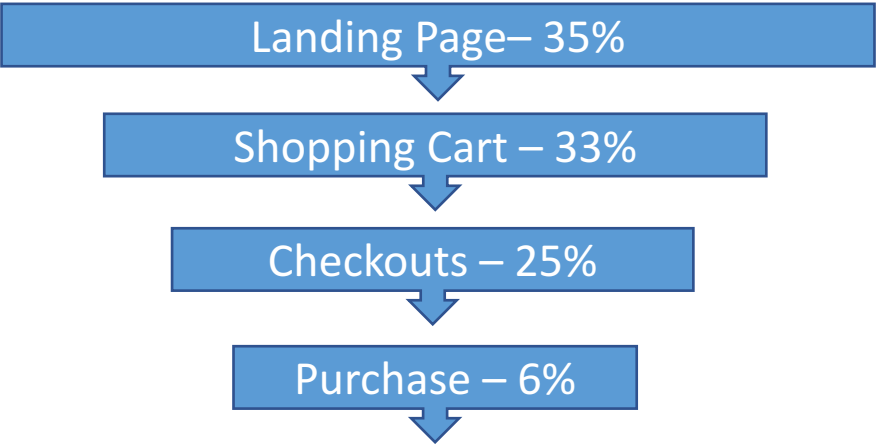 Landing Page– 35%
Shopping Cart – 33%
Checkouts – 25%
Purchase – 6%